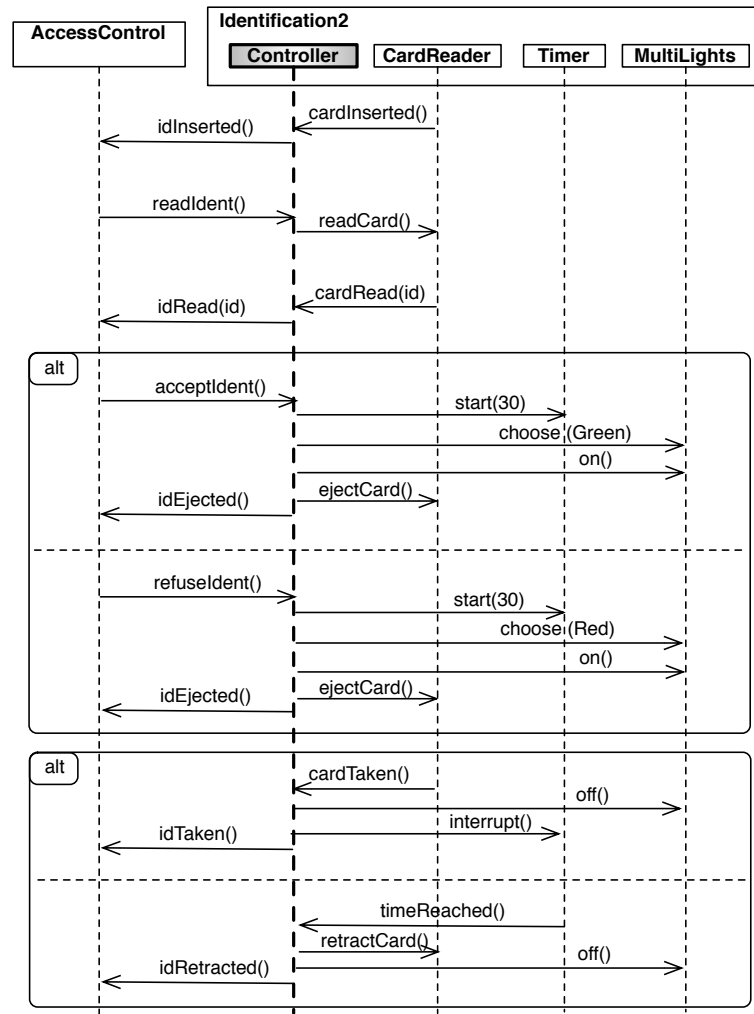 Identification2
AccessControl
Controller
CardReader
Timer
MultiLights
cardInserted()
idInserted()
readIdent()
readCard()
cardRead(id)
idRead(id)
alt
acceptIdent()
start(30)
choose (Green)
on()
ejectCard()
idEjected()
refuseIdent()
start(30)
choose (Red)
on()
ejectCard()
idEjected()
alt
cardTaken()
off()
interrupt()
idTaken()
timeReached()
retractCard()
off()
idRetracted()